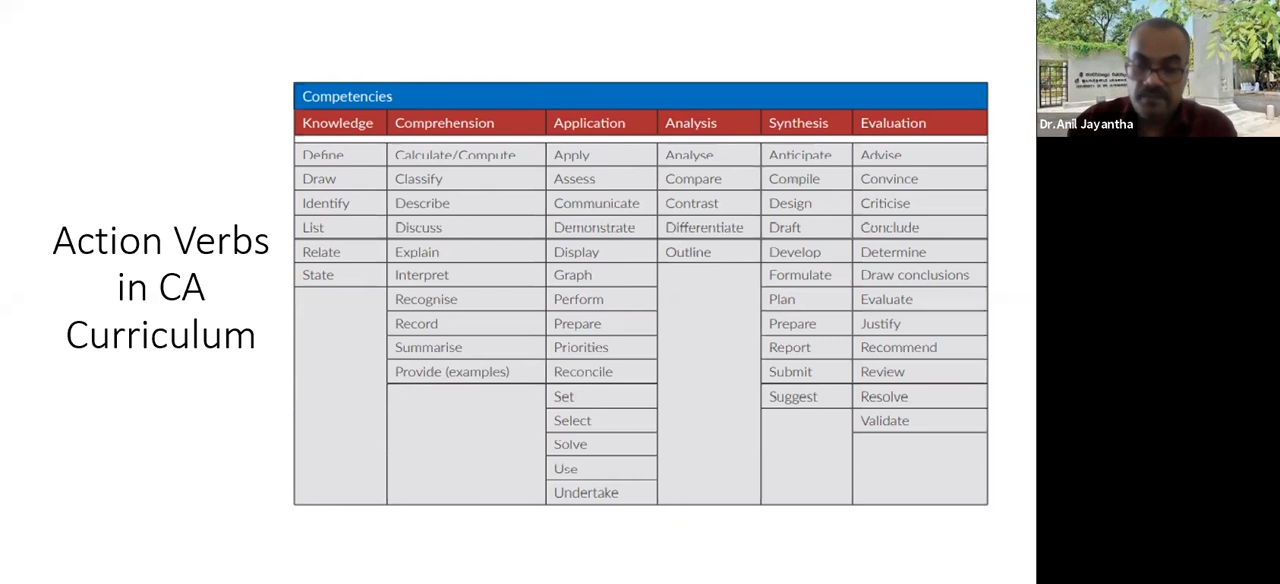 Action Verbs
in CA
Curriculum
Competencies
Knowledge Comprehension Application Analysis Synthesis Evaluation
Define Calculate/Compute Apply Analyse Anticipate Advise
Draw Classify Assess Compare Compile Convince
Identify Describe Communicate Contrast Design Criticise
List Discuss Demonstrate Differentiate Draft Conclude
Relate Explain Display Outline Develop Determine
State Interpret Graph Formulate Draw conclusions
Recognise Perform Plan Evaluate
Record Prepare Prepare Justify
Summarise Priorities Report Recommend
Provide (examples) Reconcile Submit Review
Set Suggest Resolve
Select Validate
Solve
Use
Undertake
Dr.Anil Jayantha